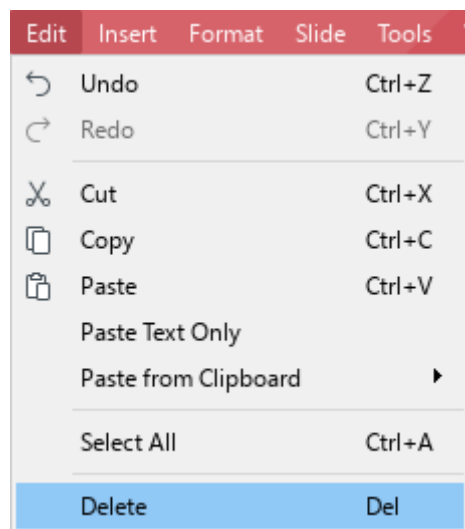 Edit Insert Format Slide Tools
Undo Ctrl+Z
Redo Ctrl+Y
Cut Ctrl+X
Copy Ctrl+C
Paste Ctrl+V
Paste Text Only
Paste from Clipboard
Select All Ctrl+A
Delete Del